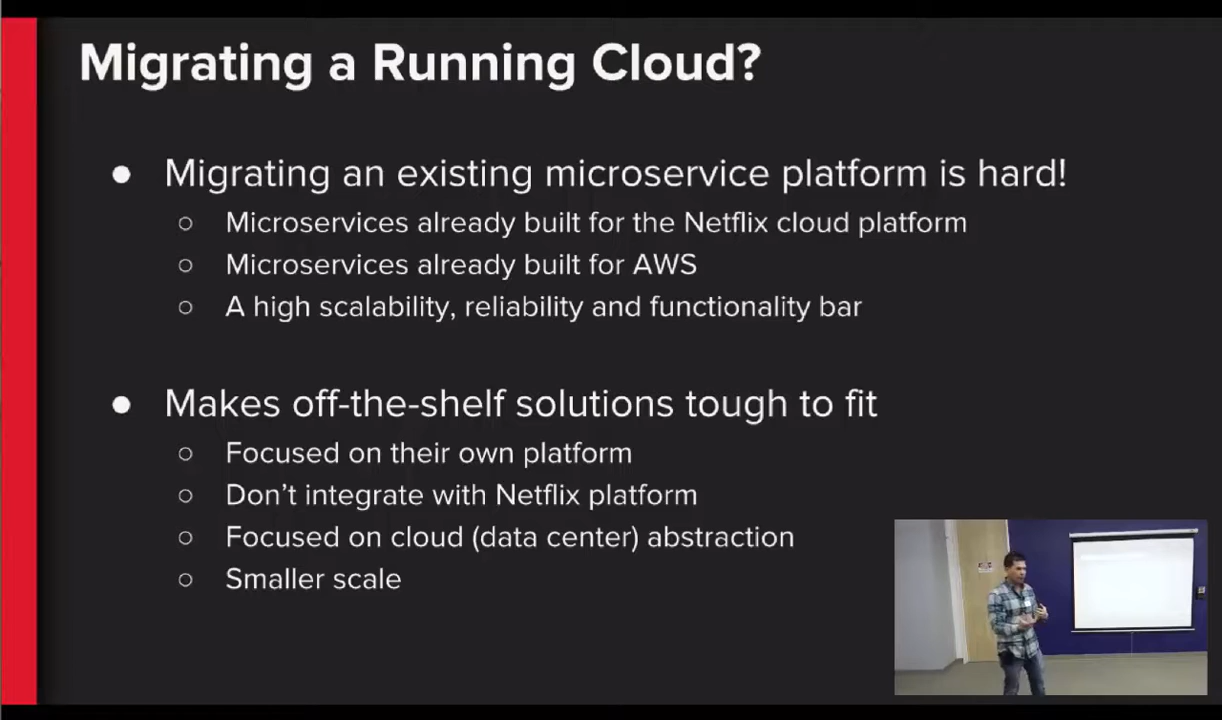 Migrating a Running Cloud?
● Migrating an existing microservice platform is hard!
○ Microservices already built for the Netflix cloud platform
○ Microservices already built for AWS
○ A high scalability, reliability and functionality bar
● Makes off-the-shelf solutions tough to fit
○ Focused on their own platform
○ Don't integrate with Netflix platform
○ Focused on cloud (data center) abstraction
○ Smaller scale